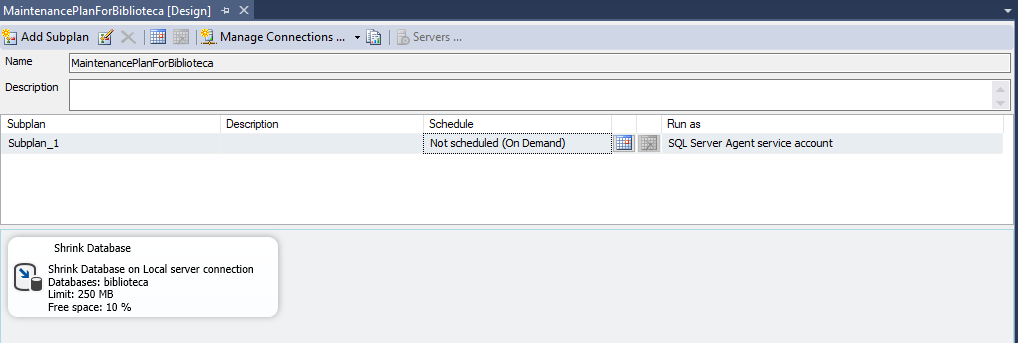 MaintenancePlanForBiblioteca [Design]
Add Subplan Manage Connections ... Servers ...
Name MaintenancePlanForBiblioteca
Description
Subplan Description Schedule Run as
Subplan_1 Not scheduled (On Demand) SQL Server Agent service account
Shrink Database
Shrink Database on Local server connection
Databases: biblioteca
Limit: 250 MB
Free space: 10 %